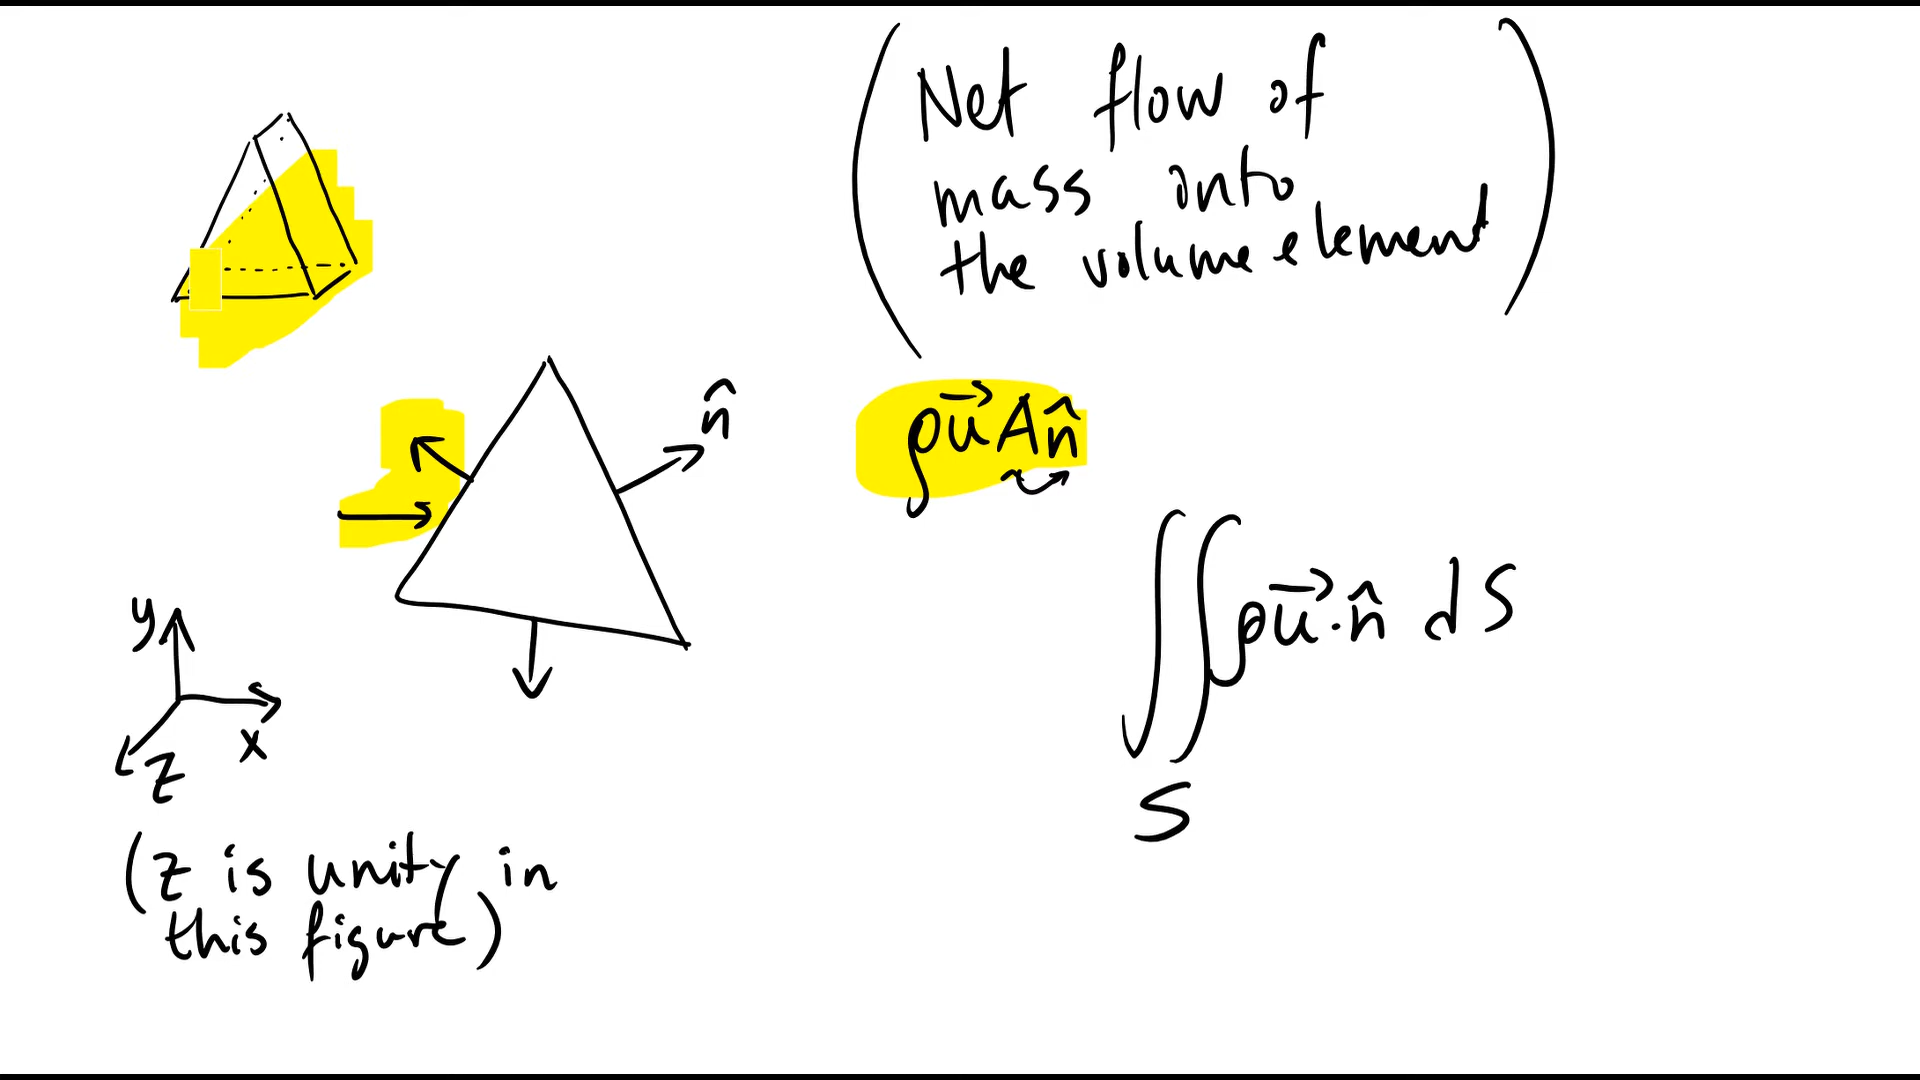 (Net flow of
mass into
the volume element)
n̂
ρu⃗An̂
∬ρu⃗·n̂ dS
S
y
x
z
(z is unity in
this figure)